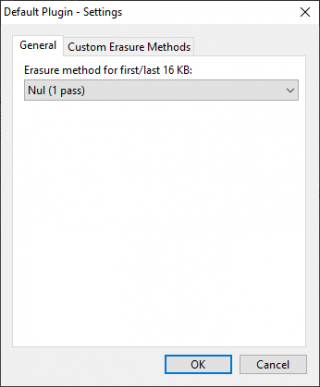 Default Plugin - Settings
General
Custom Erasure Methods
Erasure method for first/last 16 KB:
Nul (1 pass)
OK
Cancel